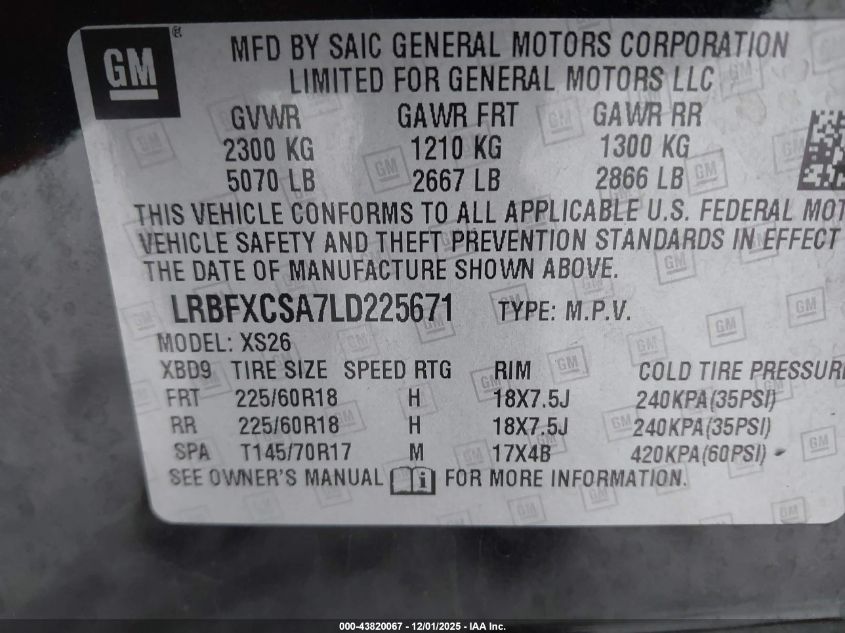 GM ®
MFD BY SAIC GENERAL MOTORS CORPORATION
LIMITED FOR GENERAL MOTORS LLC
GVWR GAWR FRT GAWR RR
2300 KG 1210 KG 1300 KG
5070 LB 2667 LB 2866 LB
THIS VEHICLE CONFORMS TO ALL APPLICABLE U.S. FEDERAL MOT
VEHICLE SAFETY AND THEFT PREVENTION STANDARDS IN EFFECT
THE DATE OF MANUFACTURE SHOWN ABOVE.
LRBFXCSA7LD225671 TYPE: M.P.V.
MODEL: XS26
XBD9 TIRE SIZE SPEED RTG RIM COLD TIRE PRESSURE
FRT 225/60R18 H 18X7.5J 240KPA(35PSI)
RR 225/60R18 H 18X7.5J 240KPA(35PSI)
SPA T145/70R17 M 17X4B 420KPA(60PSI)
SEE OWNER'S MANUAL i FOR MORE INFORMATION.
000-43820067 - 12/01/2025 - IAA Inc.